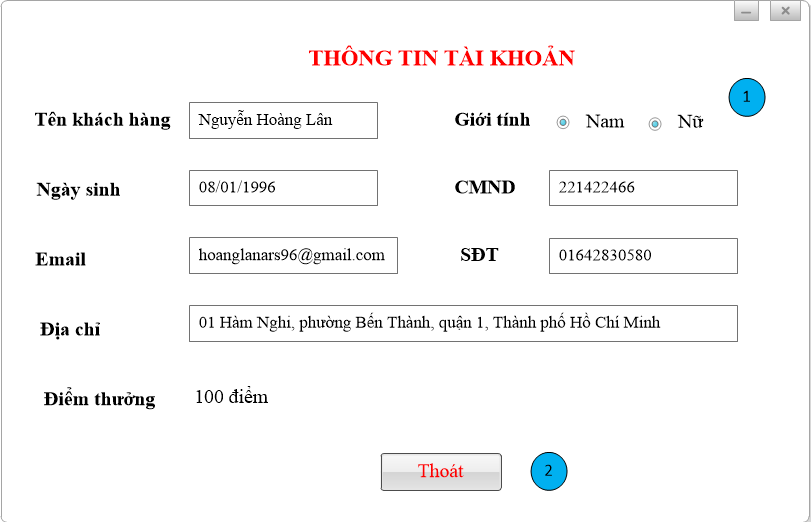 THÔNG TIN TÀI KHOẢN
1
Tên khách hàng Nguyễn Hoàng Lân Giới tính Nam Nữ
Ngày sinh 08/01/1996 CMND 221422466
Email hoanglanars96@gmail.com SĐT 01642830580
Địa chỉ 01 Hàm Nghi, phường Bến Thành, quận 1, Thành phố Hồ Chí Minh
Điểm thưởng 100 điểm
Thoát 2